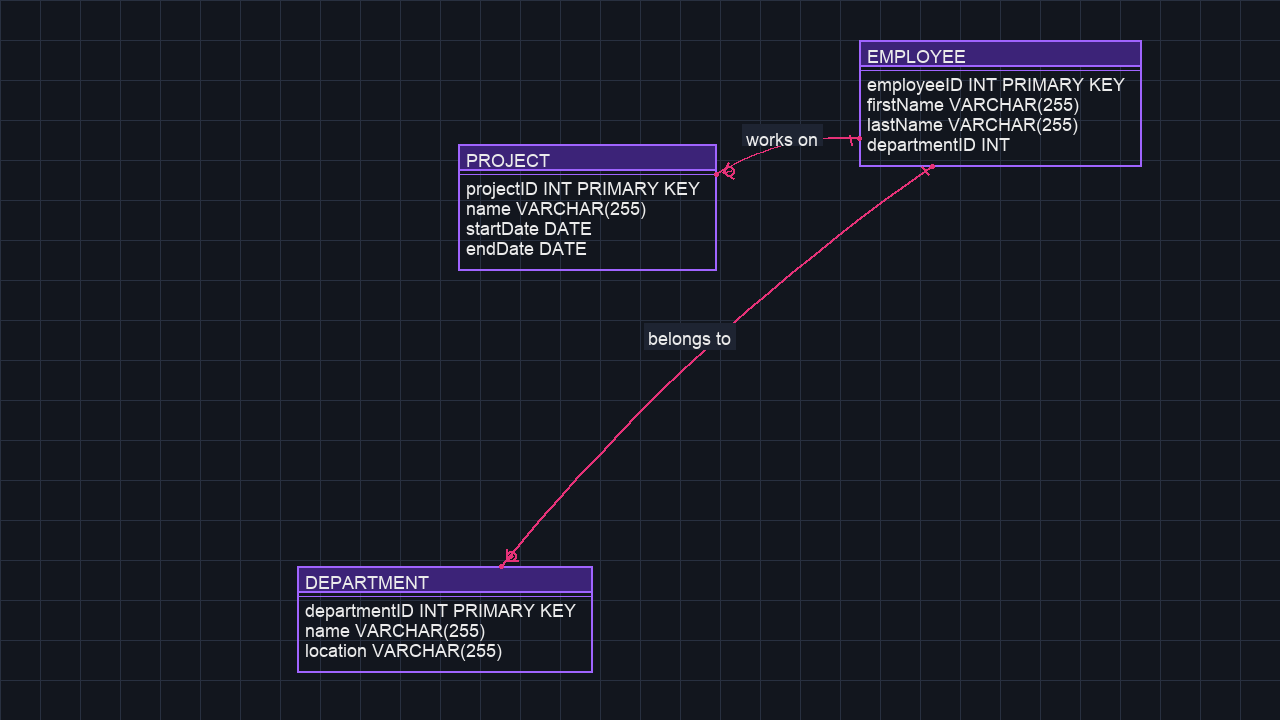 EMPLOYEE
employeeID INT PRIMARY KEY
firstName VARCHAR(255)
lastName VARCHAR(255)
departmentID INT
works on
PROJECT
projectID INT PRIMARY KEY
name VARCHAR(255)
startDate DATE
endDate DATE
belongs to
DEPARTMENT
departmentID INT PRIMARY KEY
name VARCHAR(255)
location VARCHAR(255)